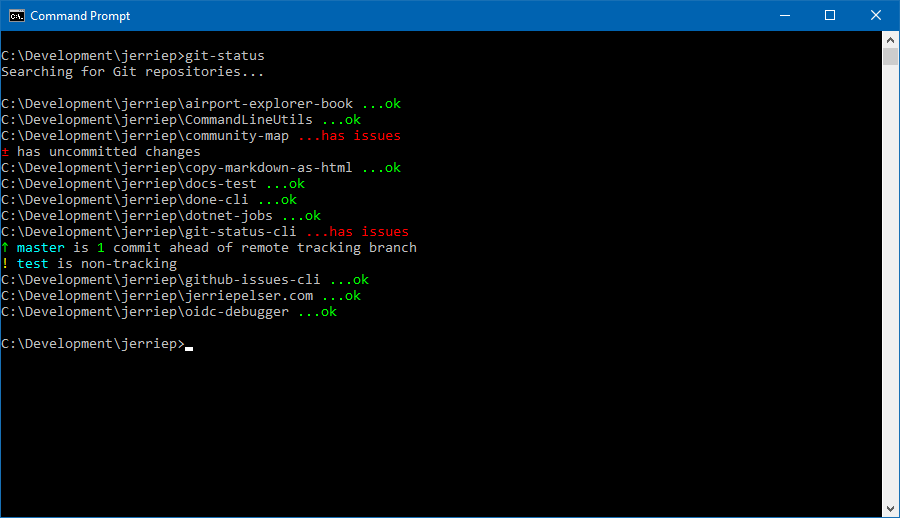 Command Prompt
C:\Development\jerriep>git-status
Searching for Git repositories...
C:\Development\jerriep\airport-explorer-book ...ok
C:\Development\jerriep\CommandLineUtils ...ok
C:\Development\jerriep\community-map ...has issues
± has uncommitted changes
C:\Development\jerriep\copy-markdown-as-html ...ok
C:\Development\jerriep\docs-test ...ok
C:\Development\jerriep\done-cli ...ok
C:\Development\jerriep\dotnet-jobs ...ok
C:\Development\jerriep\git-status-cli ...has issues
↑ master is 1 commit ahead of remote tracking branch
! test is non-tracking
C:\Development\jerriep\github-issues-cli ...ok
C:\Development\jerriep\jerriepelser.com ...ok
C:\Development\jerriep\oidc-debugger ...ok
C:\Development\jerriep>